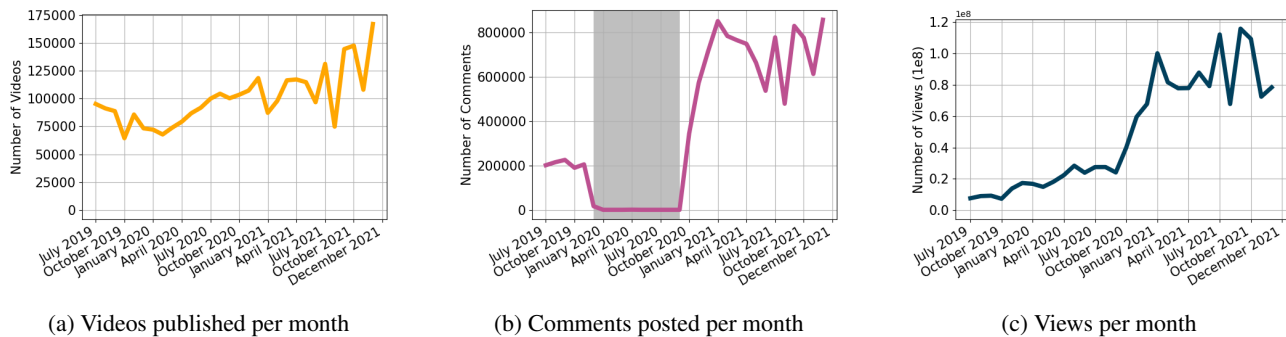 175000
150000
125000
100000
75000
50000
25000
0
Number of Videos
July 2019
October 2019
January 2020
April 2020
July 2020
October 2020
January 2021
April 2021
July 2021
October 2021
December 2021
(a) Videos published per month
800000
600000
400000
200000
0
Number of Comments
July 2019
October 2019
January 2020
April 2020
July 2020
October 2020
January 2021
April 2021
July 2021
October 2021
December 2021
(b) Comments posted per month
1e8
1.2
1.0
0.8
0.6
0.4
0.2
0.0
Number of Views (1e8)
July 2019
October 2019
January 2020
April 2020
July 2020
October 2020
January 2021
April 2021
July 2021
October 2021
December 2021
(c) Views per month